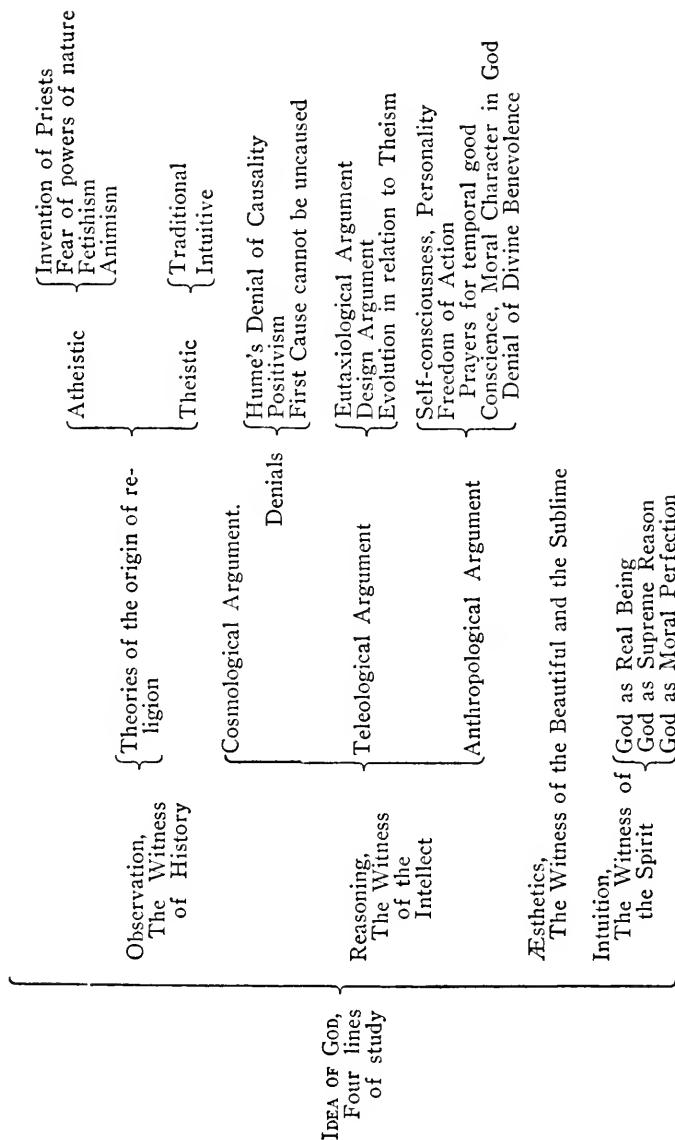 IDEA OF GOD,
Four lines
of study
Observation,
The Witness
of History
Theories of the origin of re-
ligion
Atheistic
Invention of Priests
Fear of powers of nature
Fetishism
Animism
Theistic
Traditional
Intuitive
Reasoning,
The Witness
of the
Intellect
Cosmological Argument.
Denials
Hume's Denial of Causality
Positivism
First Cause cannot be uncaused
Teleological Argument
Eutaxiological Argument
Design Argument
Evolution in relation to Theism
Anthropological Argument
Self-consciousness, Personality
Freedom of Action
Prayers for temporal good
Conscience, Moral Character in God
Denial of Divine Benevolence
Æsthetics,
The Witness of the Beautiful and the Sublime
Intuition,
The Witness of
the Spirit
God as Real Being
God as Supreme Reason
God as Moral Perfection